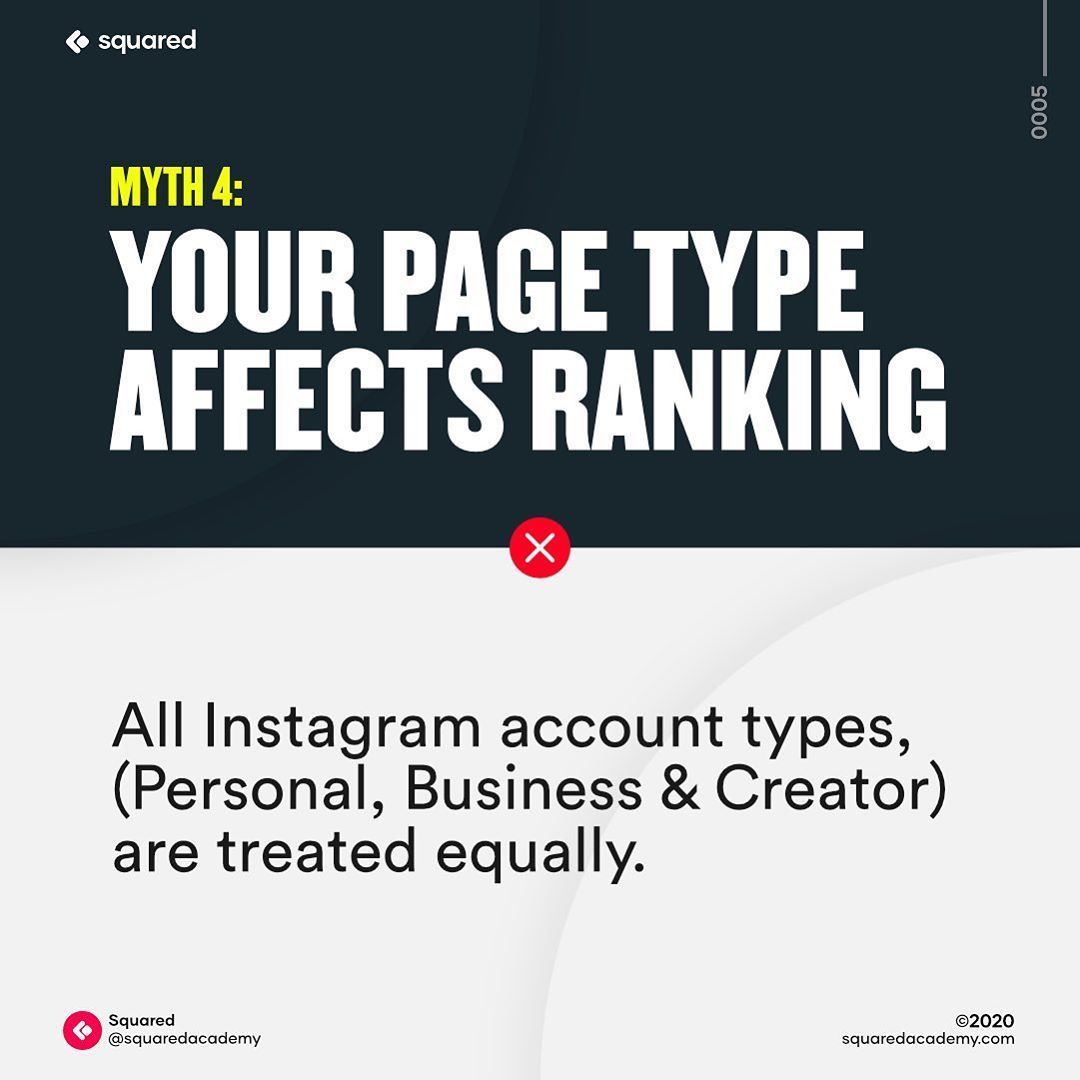 squared
0005
MYTH 4:
YOUR PAGE TYPE
AFFECTS RANKING
All Instagram account types,
(Personal, Business & Creator)
are treated equally.
Squared
@squaredacademy
©2020
squaredacademy.com